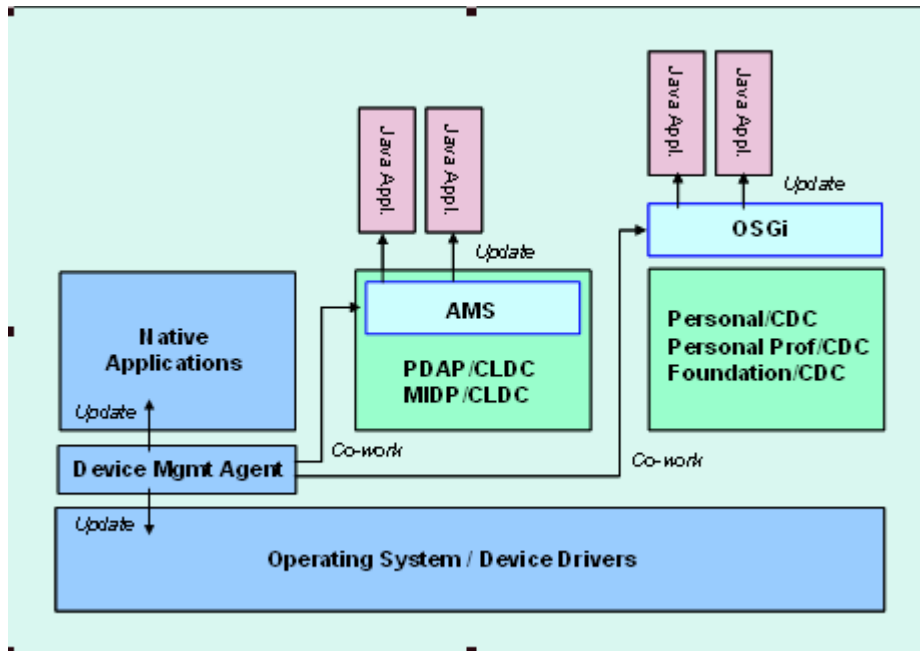 Java Appl.
Java Appl.
Java Appl.
Java Appl.
Update
OSGi
Update
AMS
PDAP/CLDC
MIDP/CLDC
Personal/CDC
Personal Prof/CDC
Foundation/CDC
Native
Applications
Update
Co-work
Device Mgmt Agent
Co-work
Update
Operating System / Device Drivers